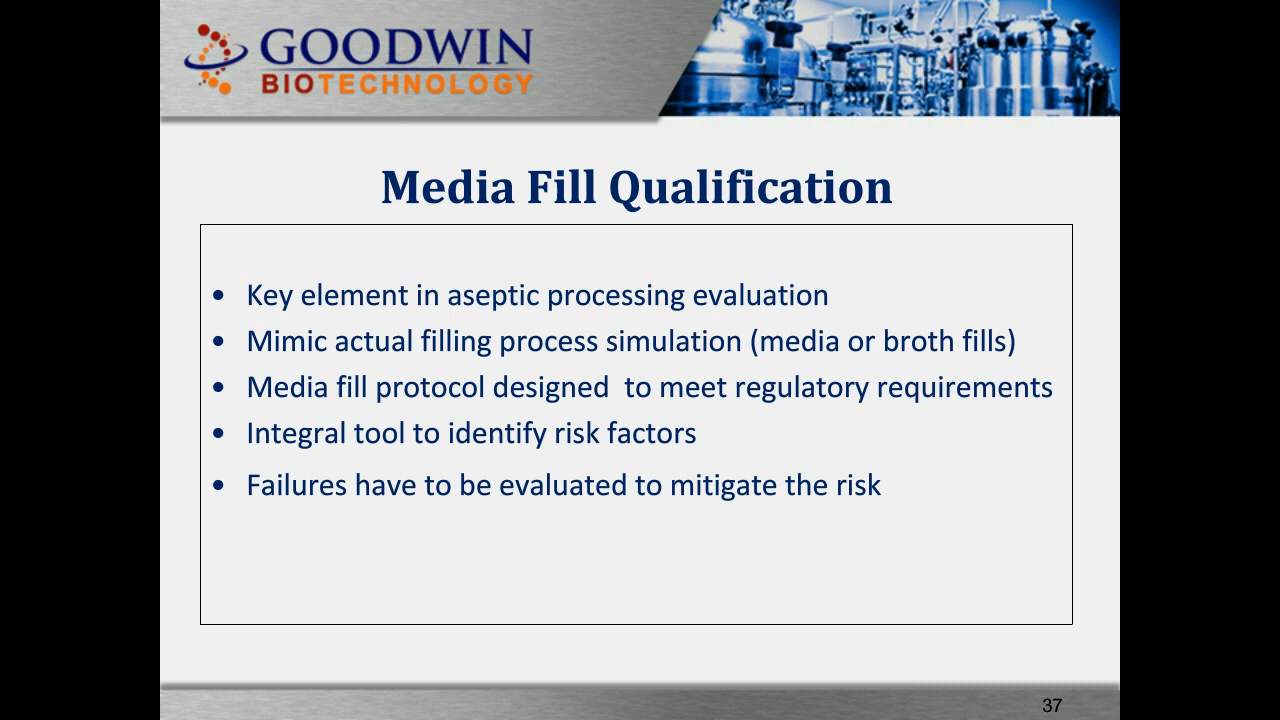 GOODWIN
BIOTECHNOLOGY
Media Fill Qualification
• Key element in aseptic processing evaluation
• Mimic actual filling process simulation (media or broth fills)
• Media fill protocol designed  to meet regulatory requirements
• Integral tool to identify risk factors
• Failures have to be evaluated to mitigate the risk
37